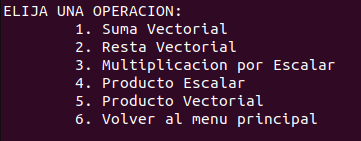 ELIJA UNA OPERACION:
1. Suma Vectorial
2. Resta Vectorial
3. Multiplicacion por Escalar
4. Producto Escalar
5. Producto Vectorial
6. Volver al menu principal